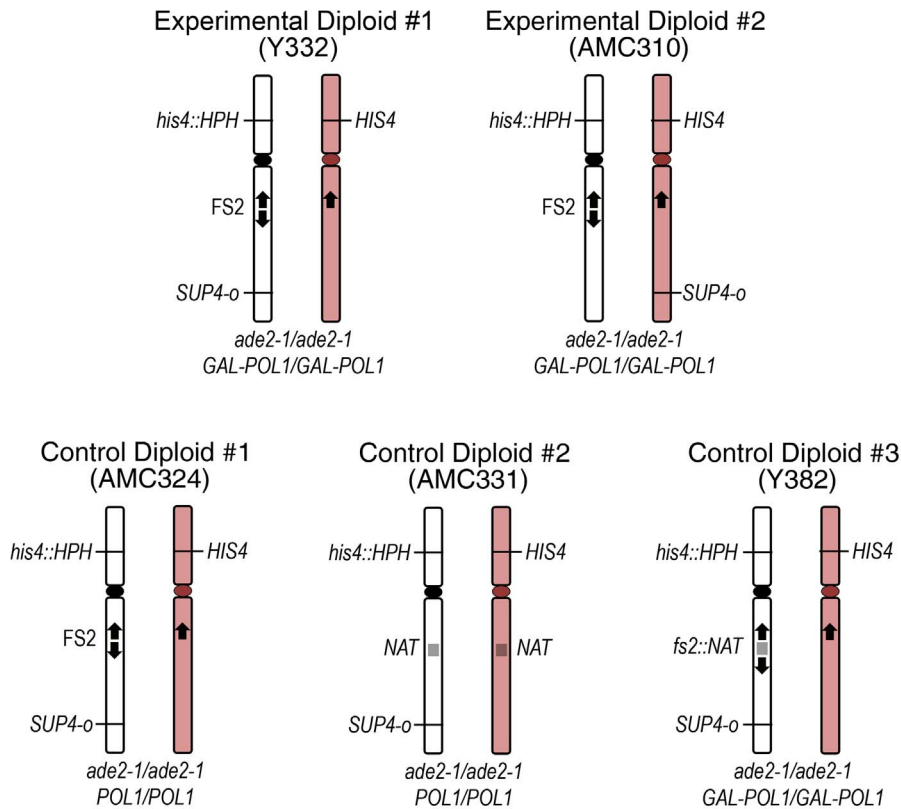 Experimental Diploid #1
(Y332)
his4::HPH
HIS4
FS2
SUP4-o
ade2-1/ade2-1
GAL-POL1/GAL-POL1
Experimental Diploid #2
(AMC310)
his4::HPH
HIS4
FS2
SUP4-o
ade2-1/ade2-1
GAL-POL1/GAL-POL1
Control Diploid #1
(AMC324)
his4::HPH
HIS4
FS2
SUP4-o
ade2-1/ade2-1
POL1/POL1
Control Diploid #2
(AMC331)
his4::HPH
HIS4
NAT
NAT
SUP4-o
ade2-1/ade2-1
POL1/POL1
Control Diploid #3
(Y382)
his4::HPH
HIS4
fs2::NAT
SUP4-o
ade2-1/ade2-1
GAL-POL1/GAL-POL1